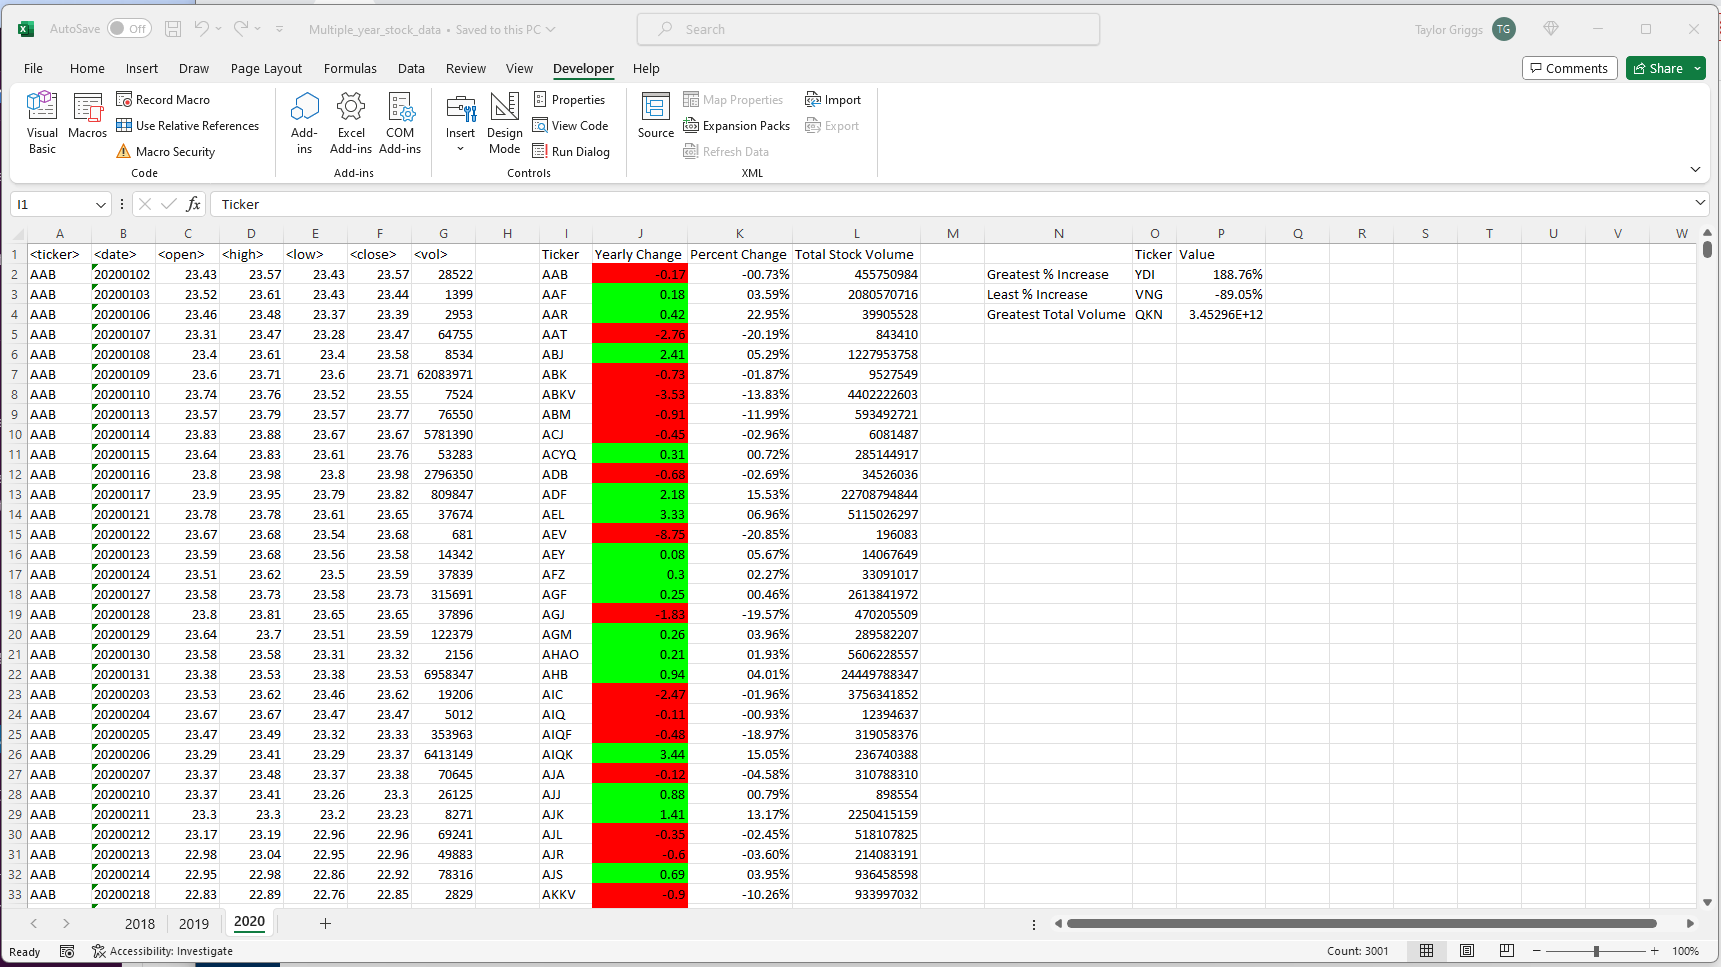 AutoSave Off Multiple_year_stock_data • Saved to this PC Search Taylor Griggs TG
File Home Insert Draw Page Layout Formulas Data Review View Developer Help Comments Share
Visual Basic Macros Record Macro Use Relative References Macro Security Code
Add-ins Excel Add-ins COM Add-ins Add-ins
Insert Design Mode Properties View Code Run Dialog Controls
Source Map Properties Expansion Packs Refresh Data Import Export XML
I1 fx Ticker
A B C D E F G H I J K L M N O P Q R S T U V W
1 <ticker> <date> <open> <high> <low> <close> <vol> Ticker Yearly Change Percent Change Total Stock Volume Ticker Value
2 AAB 20200102 23.43 23.57 23.43 23.57 28522 AAB -0.17 -00.73% 455750984 Greatest % Increase YDI 188.76%
3 AAB 20200103 23.52 23.61 23.43 23.44 1399 AAF 0.18 03.59% 2080570716 Least % Increase VNG -89.05%
4 AAB 20200106 23.46 23.48 23.37 23.39 2953 AAR 0.42 22.95% 39905528 Greatest Total Volume QKN 3.45296E+12
5 AAB 20200107 23.31 23.47 23.28 23.47 64755 AAT -2.76 -20.19% 843410
6 AAB 20200108 23.4 23.61 23.4 23.58 8534 ABJ 2.41 05.29% 1227953758
7 AAB 20200109 23.6 23.71 23.6 23.71 62083971 ABK -0.73 -01.87% 9527549
8 AAB 20200110 23.74 23.76 23.52 23.55 7524 ABKV -3.53 -13.83% 4402222603
9 AAB 20200113 23.57 23.79 23.57 23.77 76550 ABM -0.91 -11.99% 593492721
10 AAB 20200114 23.83 23.88 23.67 23.67 5781390 ACJ -0.45 -02.96% 6081487
11 AAB 20200115 23.64 23.83 23.61 23.76 53283 ACYQ 0.31 00.72% 285144917
12 AAB 20200116 23.8 23.98 23.8 23.98 2796350 ADB -0.68 -02.69% 34526036
13 AAB 20200117 23.9 23.95 23.79 23.82 809847 ADF 2.18 15.53% 22708794844
14 AAB 20200121 23.78 23.78 23.61 23.65 37674 AEL 3.33 06.96% 5115026297
15 AAB 20200122 23.67 23.68 23.54 23.68 681 AEV -8.75 -20.85% 196083
16 AAB 20200123 23.59 23.68 23.56 23.58 14342 AEY 0.08 05.67% 14067649
17 AAB 20200124 23.51 23.62 23.5 23.59 37839 AFZ 0.3 02.27% 33091017
18 AAB 20200127 23.58 23.73 23.58 23.73 315691 AGF 0.25 00.46% 2613841972
19 AAB 20200128 23.8 23.81 23.65 23.65 37896 AGJ -1.83 -19.57% 470205509
20 AAB 20200129 23.64 23.7 23.51 23.59 122379 AGM 0.26 03.96% 289582207
21 AAB 20200130 23.58 23.58 23.31 23.32 2156 AHAO 0.21 01.93% 5606228557
22 AAB 20200131 23.38 23.53 23.38 23.53 6958347 AHB 0.94 04.01% 24449788347
23 AAB 20200203 23.53 23.62 23.46 23.62 19206 AIC -2.47 -01.96% 3756341852
24 AAB 20200204 23.67 23.67 23.47 23.47 5012 AIQ -0.11 -00.93% 12394637
25 AAB 20200205 23.47 23.49 23.32 23.33 353963 AIQF -0.48 -18.97% 319058376
26 AAB 20200206 23.29 23.41 23.29 23.37 6413149 AIQK 3.44 15.05% 236740388
27 AAB 20200207 23.37 23.48 23.37 23.38 70645 AJA -0.12 -04.58% 310788310
28 AAB 20200210 23.37 23.41 23.26 23.3 26125 AJJ 0.88 00.79% 898554
29 AAB 20200211 23.3 23.3 23.2 23.23 8271 AJK 1.41 13.17% 2250415159
30 AAB 20200212 23.17 23.19 22.96 22.96 69241 AJL -0.35 -02.45% 518107825
31 AAB 20200213 22.98 23.04 22.95 22.96 49883 AJR -0.6 -03.60% 214083191
32 AAB 20200214 22.95 22.98 22.86 22.92 78316 AJS 0.69 03.95% 936458598
33 AAB 20200218 22.83 22.89 22.76 22.85 2829 AKKV -0.9 -10.26% 933997032
2018 2019 2020
Ready Accessibility: Investigate Count: 3001 100%